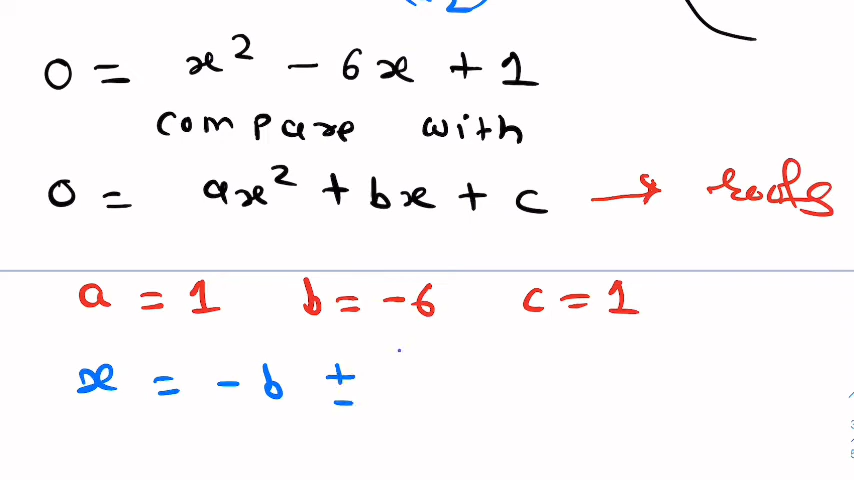 0 = x² - 6x + 1
compare with
0 = ax² + bx + c → roots
a = 1 b = -6 c = 1
x = -b ±